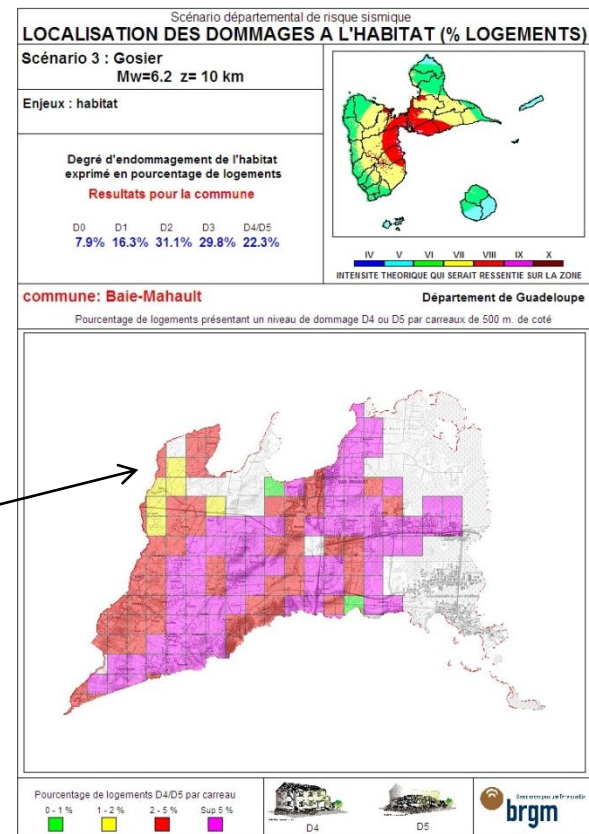 Scénario départemental de risque sismique
LOCALISATION DES DOMMAGES A L'HABITAT (% LOGEMENTS)
Scénario 3 : Gosier
Mw=6.2 z= 10 km
Enjeux : habitat
Degré d'endommagement de l'habitat
exprimé en pourcentage de logements
Resultats pour la commune
D0 D1 D2 D3 D4/D5
7.9% 16.3% 31.1% 29.8% 22.3%
IV V VI VII VIII IX X
INTENSITE THEORIQUE QUI SERAIT RESSENTIE SUR LA ZONE
commune: Baie-Mahault
Département de Guadeloupe
Pourcentage de logements présentant un niveau de dommage D4 ou D5 par carreaux de 500 m. de coté
Pourcentage de logements D4/D5 par carreau
0 - 1 % 1 - 2 % 2 - 5 % Sup 5 %
D4
D5
brgm